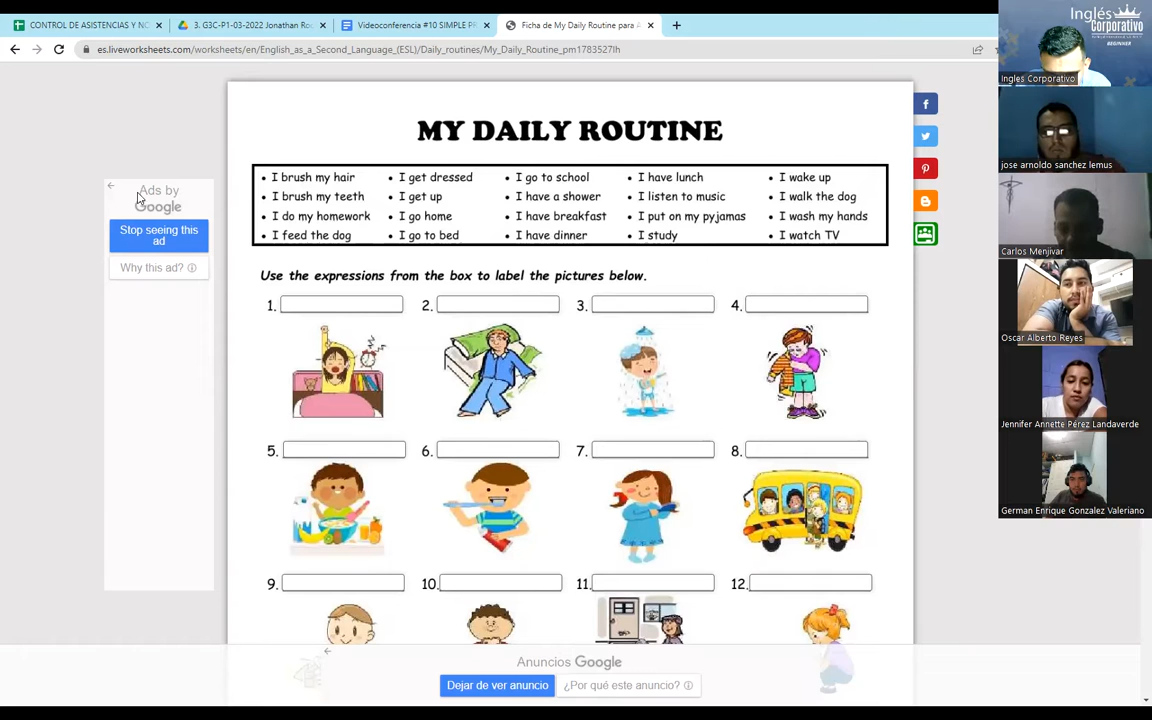 CONTROL DE ASISTENCIAS Y NO
3. G3C-P1-03-2022 Jonathan Ro
Videoconferencia #10 SIMPLE PR
Ficha de My Daily Routine para A
es.liveworksheets.com/worksheets/en/English_as_a_Second_Language_(ESL)/Daily_routines/My_Daily_Routine_pm1783527lh
Inglés
Corporativo
BEGINNER
Ingles Corporativo
jose arnoldo sanchez lemus
Carlos Menjivar
Oscar Alberto Reyes
Jennifer Annette Pérez Landaverde
German Enrique Gonzalez Valeriano
Ads by
Google
Stop seeing this
ad
Why this ad?
MY DAILY ROUTINE
• I brush my hair • I get dressed • I go to school • I have lunch • I wake up
• I brush my teeth • I get up • I have a shower • I listen to music • I walk the dog
• I do my homework • I go home • I have breakfast • I put on my pyjamas • I wash my hands
• I feed the dog • I go to bed • I have dinner • I study • I watch TV
Use the expressions from the box to label the pictures below.
1. 2. 3. 4.
5. 6. 7. 8.
9. 10. 11. 12.
Anuncios Google
Dejar de ver anuncio ¿Por qué este anuncio?